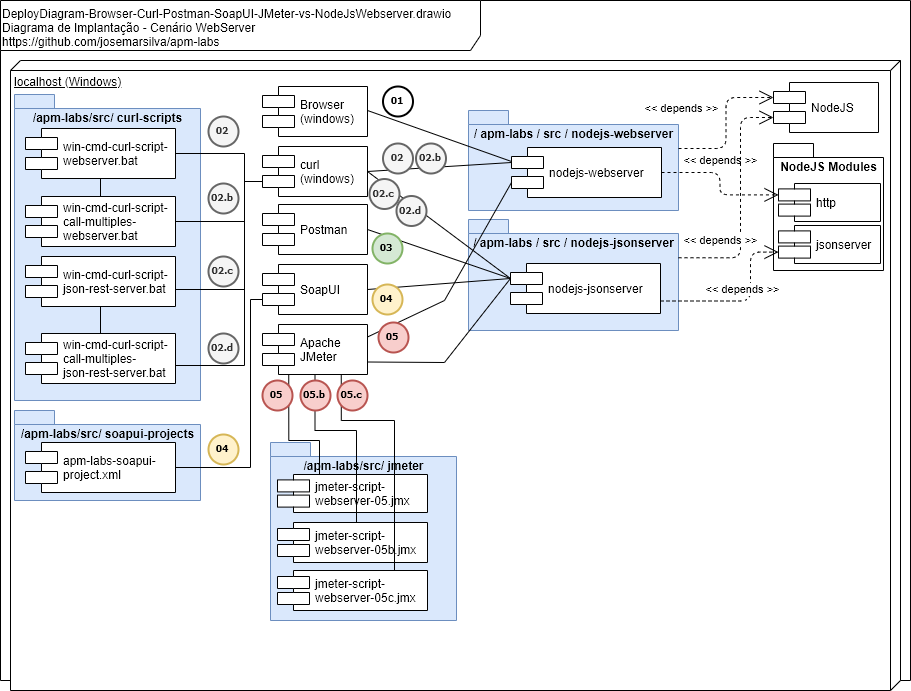 DeployDiagram-Browser-Curl-Postman-SoapUI-JMeter-vs-NodeJsWebserver.drawio
Diagrama de Implantação - Cenário WebServer
https://github.com/josemarsilva/apm-labs
localhost (Windows)
/apm-labs/src/ curl-scripts
win-cmd-curl-script-
webserver.bat
win-cmd-curl-script-
call-multiples-
webserver.bat
win-cmd-curl-script-
json-rest-server.bat
win-cmd-curl-script-
call-multiples-
json-rest-server.bat
02
02.b
02.c
02.d
/apm-labs/src/ soapui-projects
apm-labs-soapui-
project.xml
04
Browser
(windows)
curl
(windows)
Postman
SoapUI
Apache
JMeter
01
02
02.b
02.c
02.d
03
04
05
05
05.b
05.c
/apm-labs/src/ jmeter
jmeter-script-
webserver-05.jmx
jmeter-script-
webserver-05b.jmx
jmeter-script-
webserver-05c.jmx
/ apm-labs / src / nodejs-webserver
nodejs-webserver
/apm-labs / src / nodejs-jsonserver
nodejs-jsonserver
<< depends >>
<< depends >>
<< depends >>
<< depends >>
NodeJS
NodeJS Modules
http
jsonserver